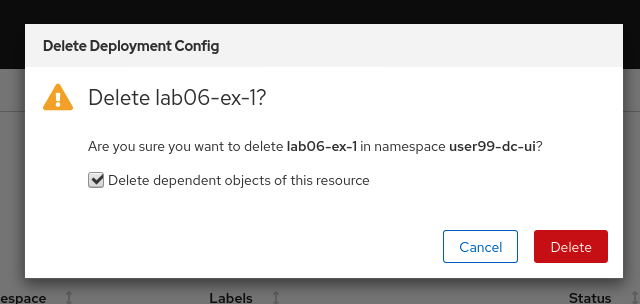 Delete Deployment Config
Delete lab06-ex-1?
Are you sure you want to delete lab06-ex-1 in namespace user99-dc-ui?
Delete dependent objects of this resource
Cancel Delete
espace Labels Status